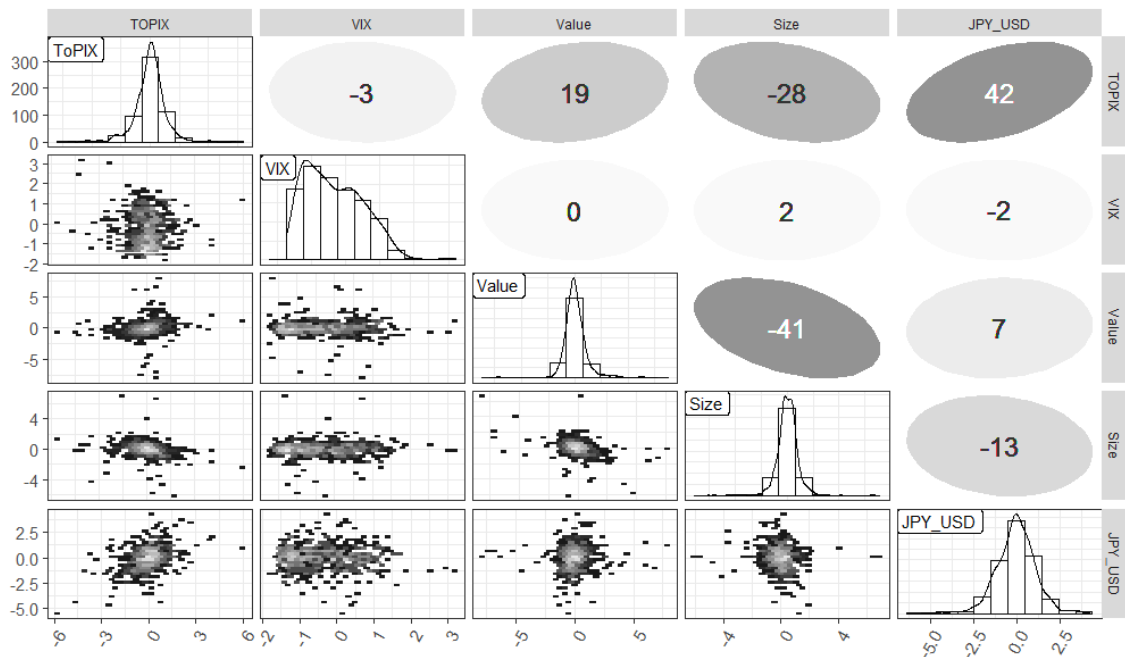 TOPIX VIX Value Size JPY_USD
ToPIX
300
200
100
0
-3 19 -28 42
TOPIX
3
2
1
0
-1
-2
VIX
0 2 -2
VIX
5
0
-5
Value
-41 7
Value
4
0
-4
Size
-13
Size
2.5
0.0
-2.5
-5.0
JPY_USD
JPY_USD
-6 -3 0 3 6 -2 -1 0 1 2 3 -5 0 5 -4 0 4 -5.0 0.0 2.5